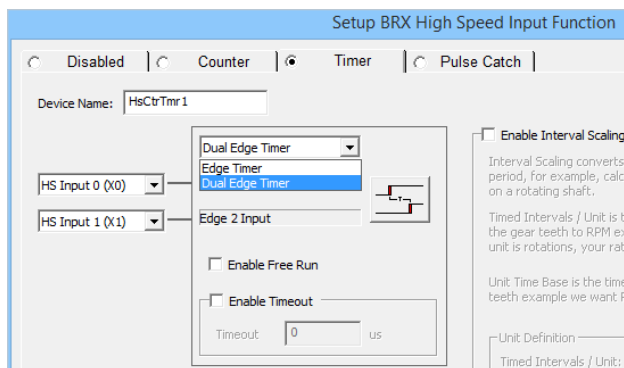 Setup BRX High Speed Input Function
Disabled Counter Timer Pulse Catch
Device Name: HsCtrTmr1
Dual Edge Timer
Edge Timer
Dual Edge Timer
HS Input 0 (X0)
HS Input 1 (X1)
Edge 2 Input
Enable Free Run
Enable Timeout
Timeout 0 us
Enable Interval Scaling
Interval Scaling converts
period, for example, calc
on a rotating shaft.
Timed Intervals / Unit is t
the gear teeth to RPM ex
unit is rotations, your rat
Unit Time Base is the time
teeth example we want
Unit Definition
Timed Intervals / Unit: